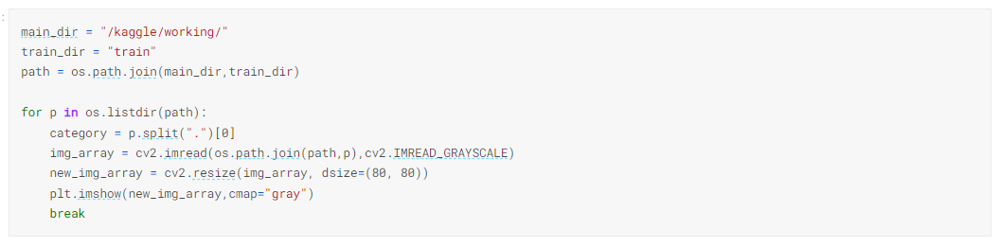 :
main_dir = "/kaggle/working/"
train_dir = "train"
path = os.path.join(main_dir,train_dir)
for p in os.listdir(path):
    category = p.split(".")[0]
    img_array = cv2.imread(os.path.join(path,p),cv2.IMREAD_GRAYSCALE)
    new_img_array = cv2.resize(img_array, dsize=(80, 80))
    plt.imshow(new_img_array,cmap="gray")
    break